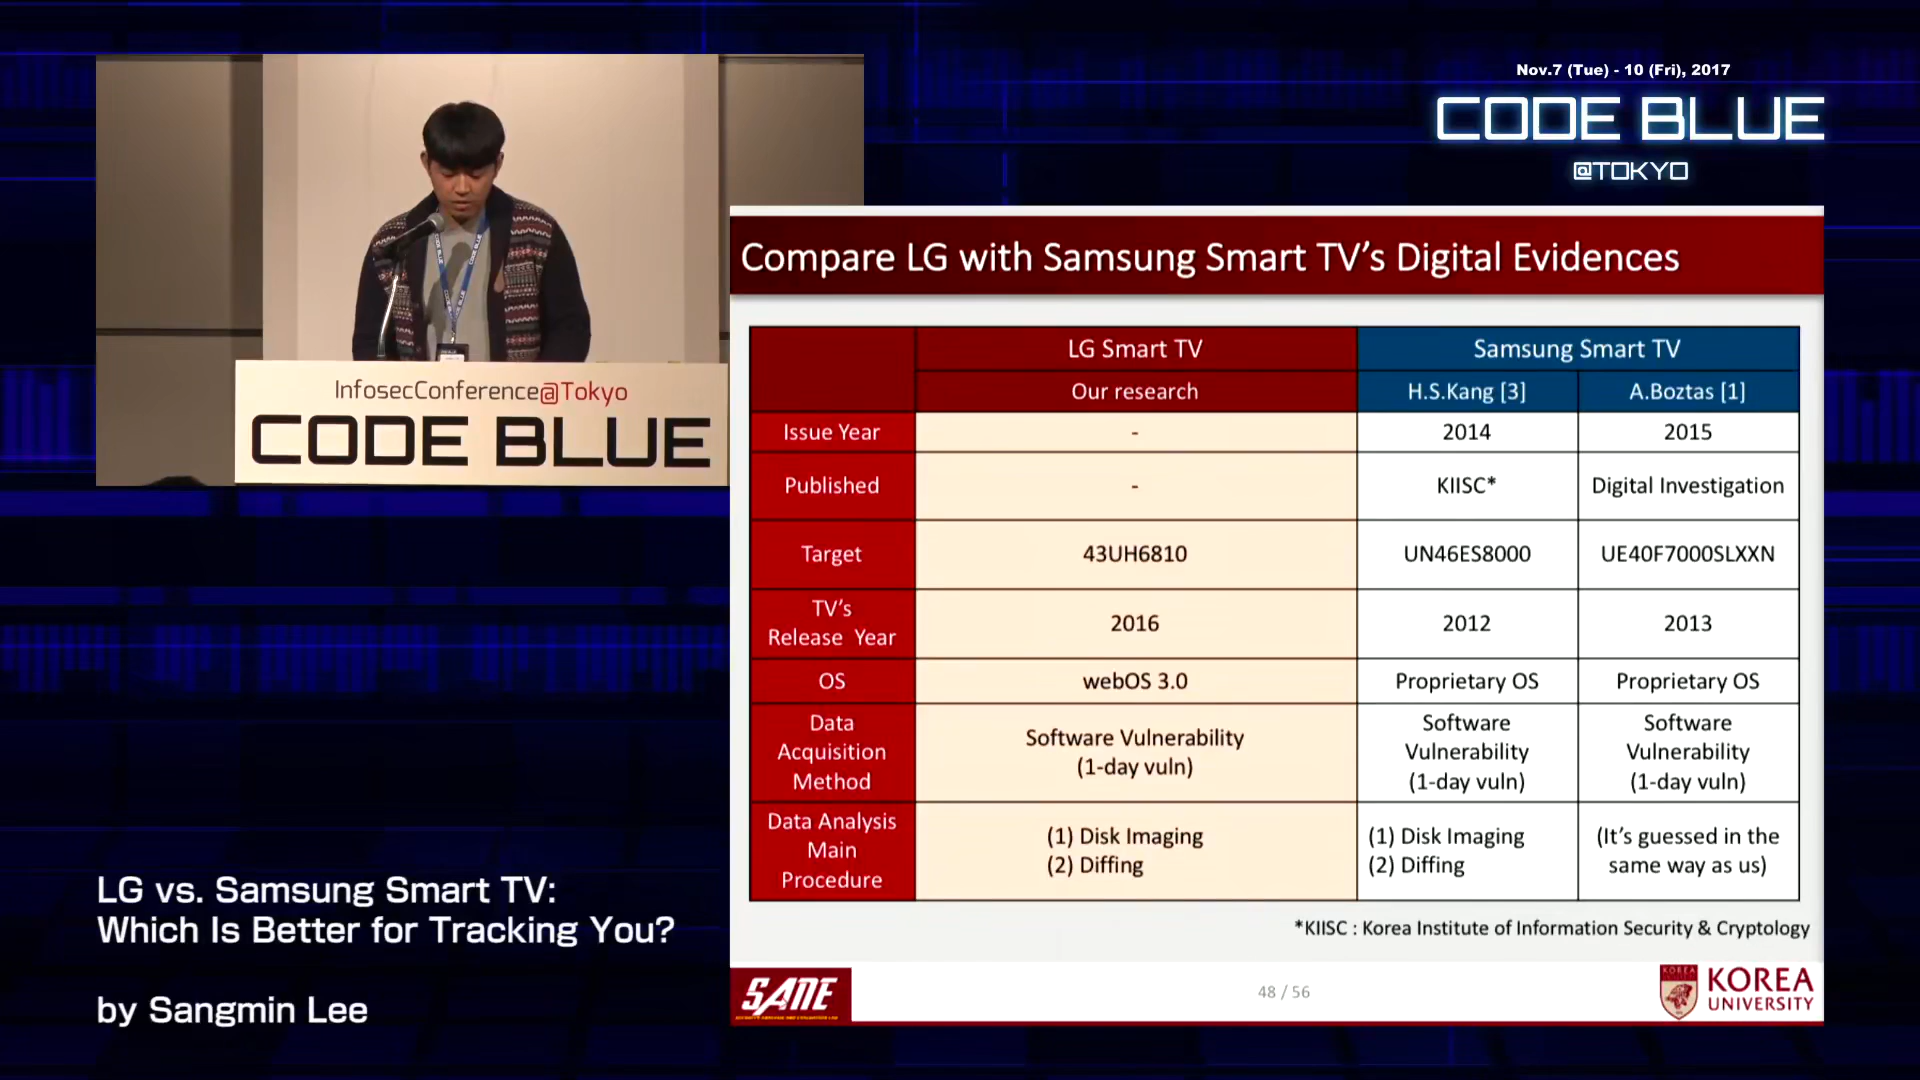 Nov.7 (Tue) - 10 (Fri), 2017
CODE BLUE
@TOKYO
InfosecConference@Tokyo
CODE BLUE
LG vs. Samsung Smart TV:
Which Is Better for Tracking You?
by Sangmin Lee
Compare LG with Samsung Smart TV's Digital Evidences
LG Smart TV
Samsung Smart TV
Our research
H.S.Kang [3]
A.Boztas [1]
Issue Year
-
2014
2015
Published
-
KIISC*
Digital Investigation
Target
43UH6810
UN46ES8000
UE40F7000SLXXN
TV's
Release Year
2016
2012
2013
OS
webOS 3.0
Proprietary OS
Proprietary OS
Data
Acquisition
Method
Software Vulnerability
(1-day vuln)
Software
Vulnerability
(1-day vuln)
Software
Vulnerability
(1-day vuln)
Data Analysis
Main
Procedure
(1) Disk Imaging
(2) Diffing
(1) Disk Imaging
(2) Diffing
(It's guessed in the
same way as us)
*KIISC : Korea Institute of Information Security & Cryptology
SANE
48 / 56
KOREA
UNIVERSITY